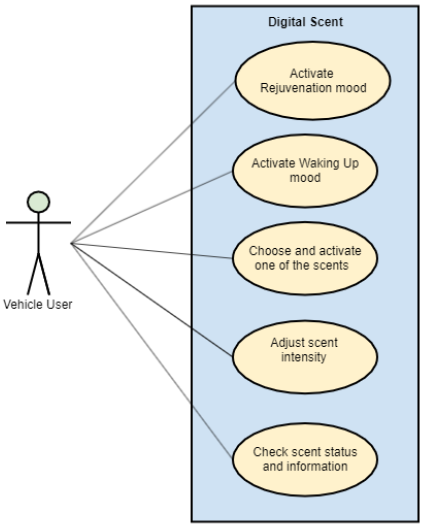 Digital Scent
Activate
Rejuvenation mood
Activate Waking Up
mood
Choose and activate
one of the scents
Vehicle User
Adjust scent
intensity
Check scent status
and information